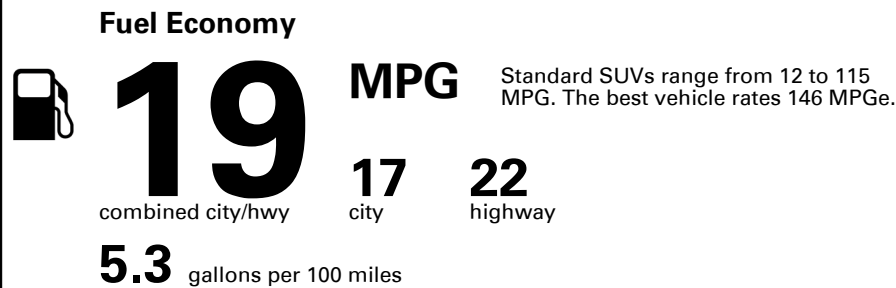 Fuel Economy
19
MPG
Standard SUVs range from 12 to 115
MPG. The best vehicle rates 146 MPGe.
17
22
combined city/hwy
city
highway
5.3 gallons per 100 miles